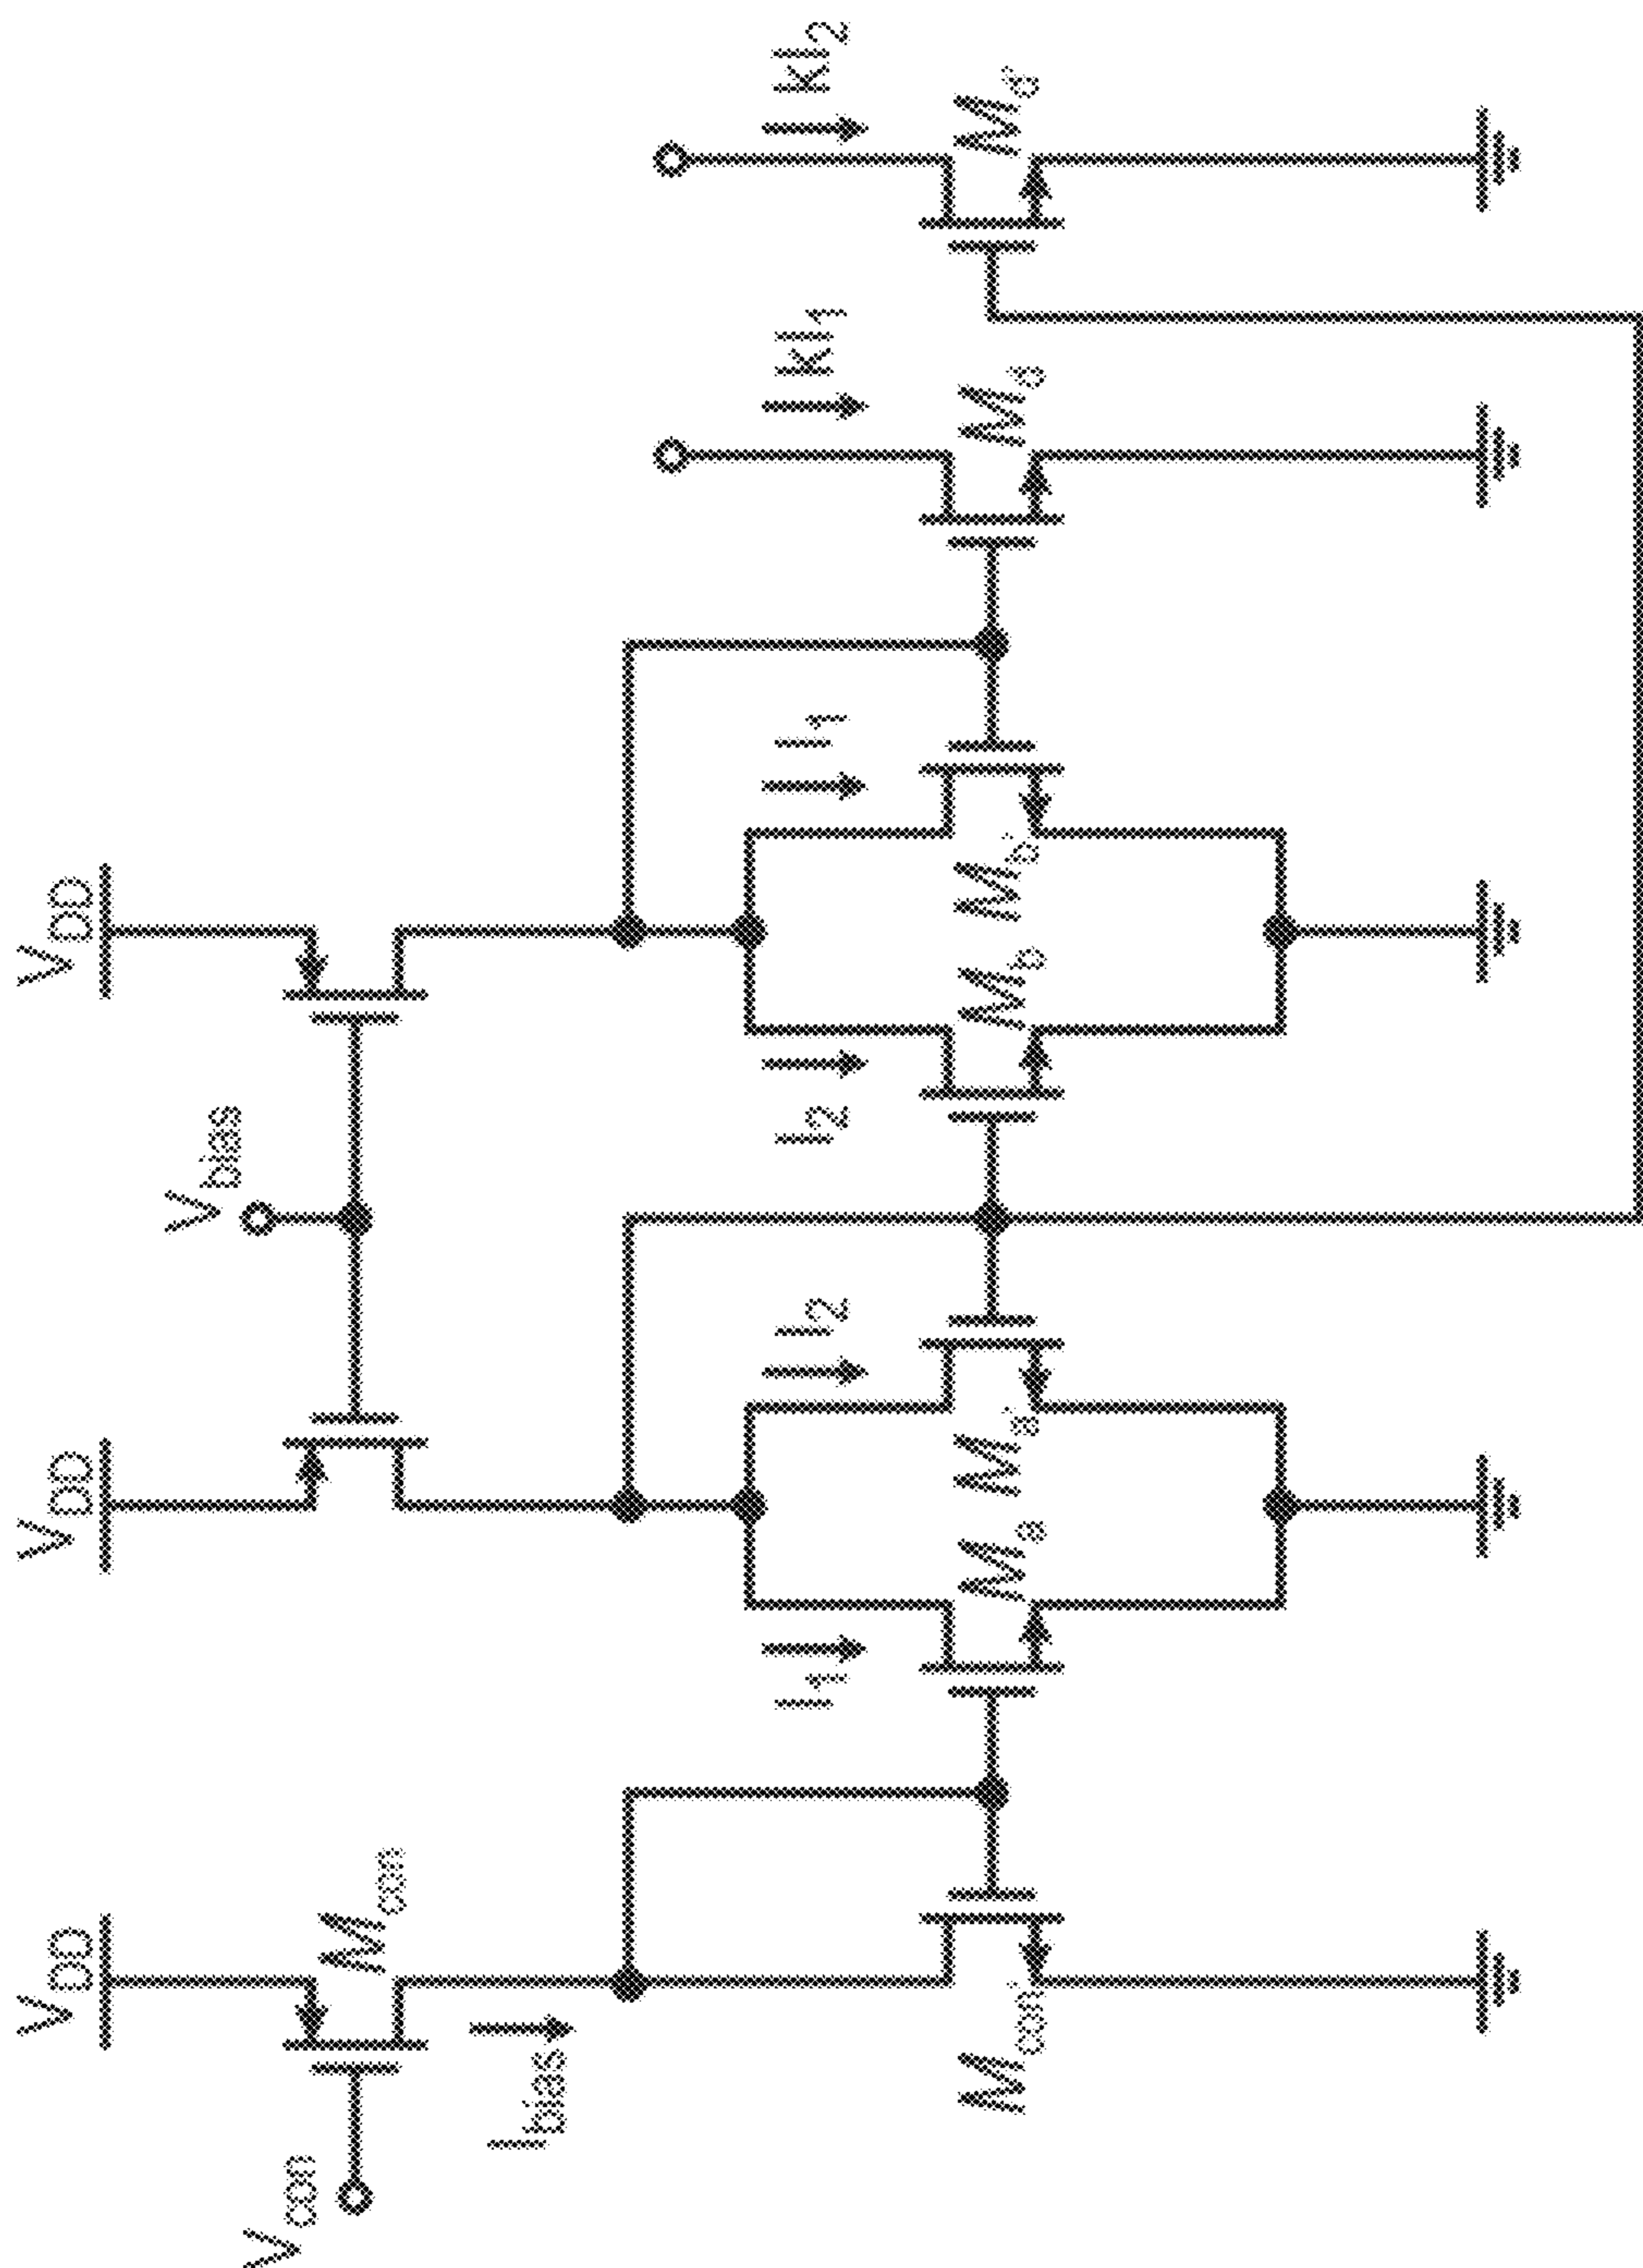 V_DD V_DD V_DD
V_bias
V_con M_con
I_bias
I_1 I_2 I_2 I_1 kI_1 kI_2
M_con' M_a M_a' M_b M_b' M_d M_d'